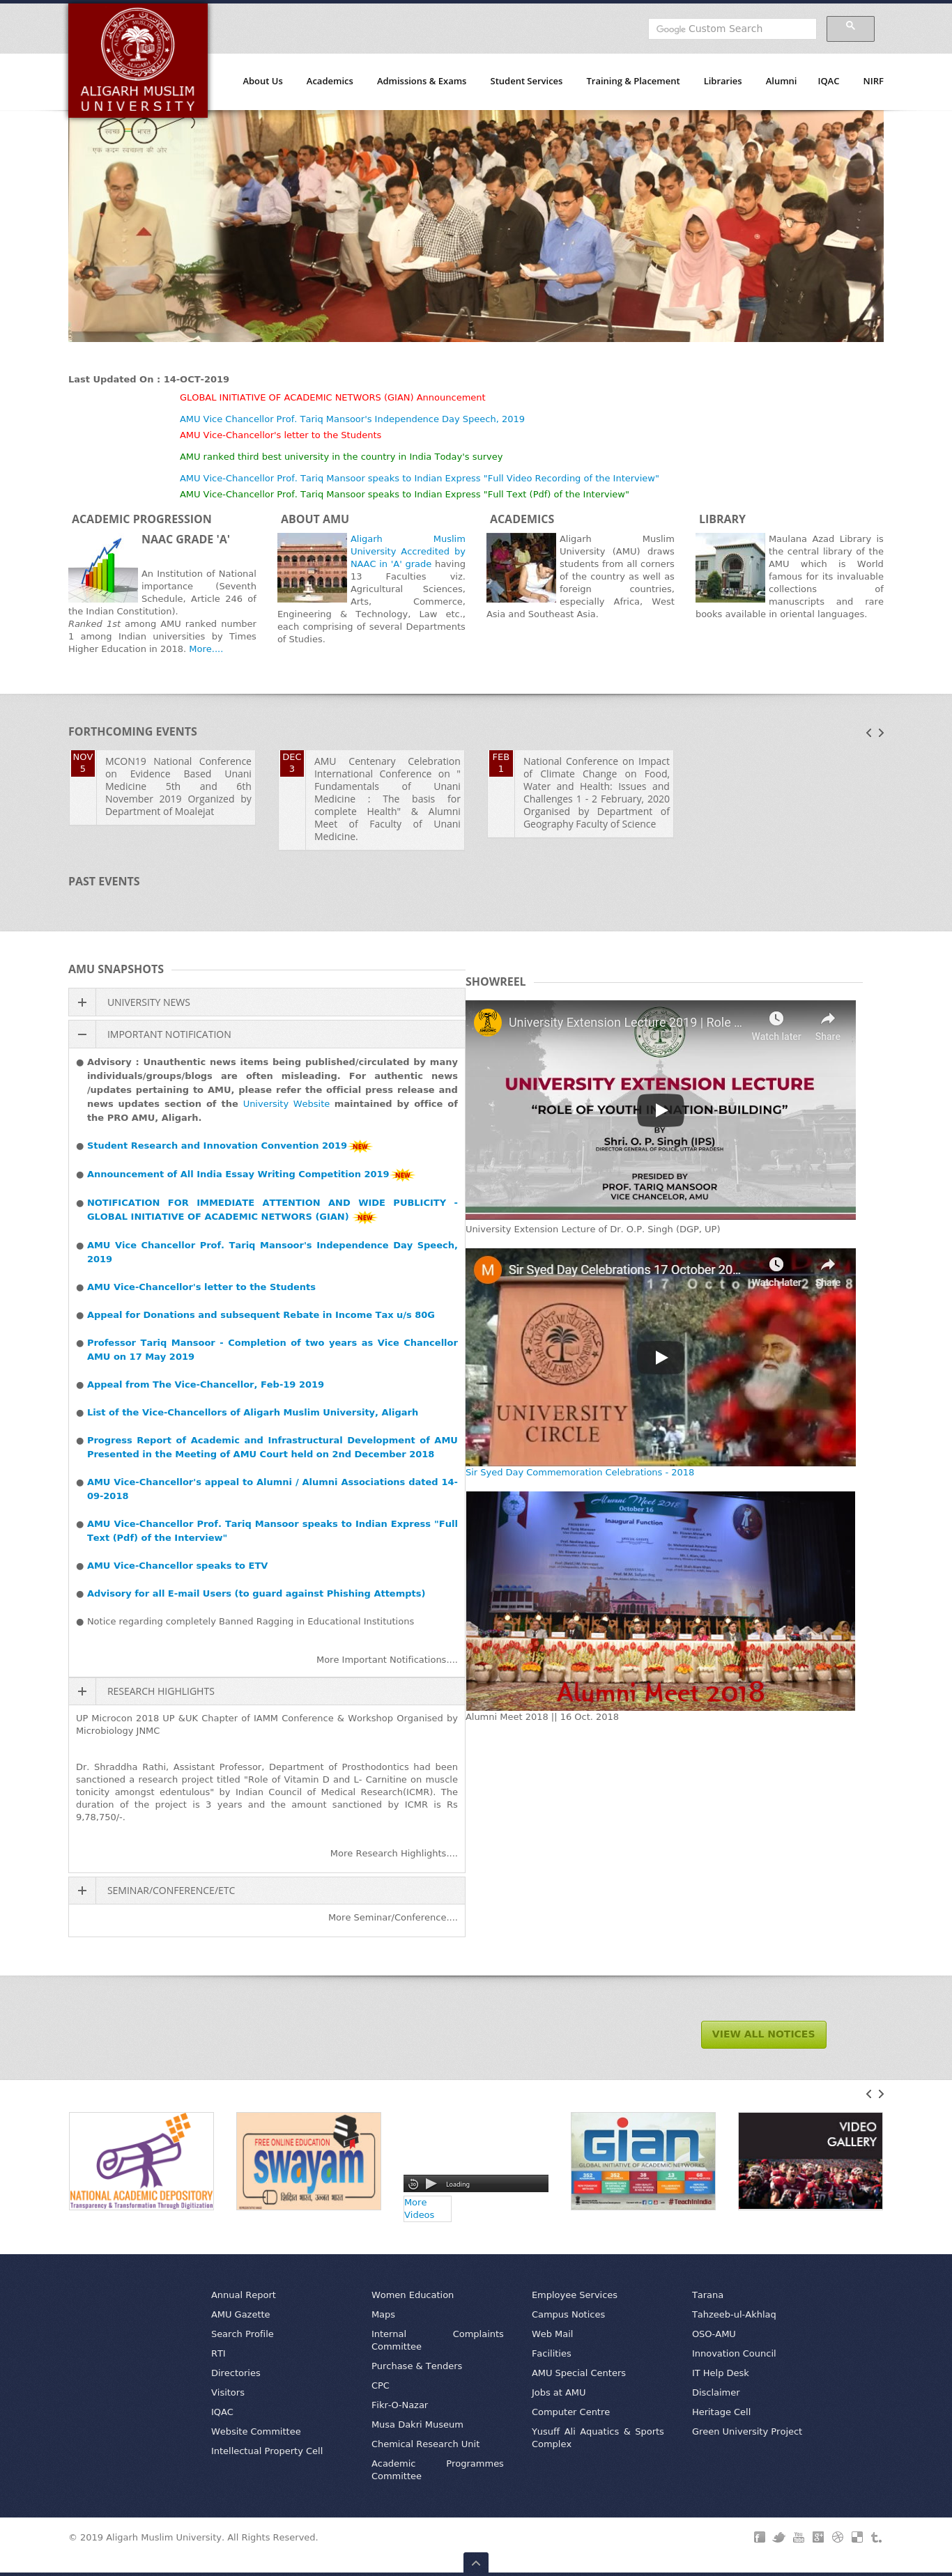 ALIGARH MUSLIM
UNIVERSITY
Google Custom Search
About Us Academics Admissions & Exams Student Services Training & Placement Libraries Alumni IQAC NIRF
स्वच्छ भारत
एक कदम स्वच्छता की ओर
Last Updated On : 14-OCT-2019
GLOBAL INITIATIVE OF ACADEMIC NETWORS (GIAN) Announcement
AMU Vice Chancellor Prof. Tariq Mansoor's Independence Day Speech, 2019
AMU Vice-Chancellor's letter to the Students
AMU ranked third best university in the country in India Today's survey
AMU Vice-Chancellor Prof. Tariq Mansoor speaks to Indian Express "Full Video Recording of the Interview"
AMU Vice-Chancellor Prof. Tariq Mansoor speaks to Indian Express "Full Text (Pdf) of the Interview"
ACADEMIC PROGRESSION
NAAC GRADE 'A'
An Institution of National
importance (Seventh
Schedule, Article 246 of
the Indian Constitution).
Ranked 1st among AMU ranked number
1 among Indian universities by Times
Higher Education in 2018. More....
ABOUT AMU
Aligarh Muslim
University Accredited by
NAAC in 'A' grade having
13 Faculties viz.
Agricultural Sciences,
Arts, Commerce,
Engineering & Technology, Law etc.,
each comprising of several Departments
of Studies.
ACADEMICS
Aligarh Muslim
University (AMU) draws
students from all corners
of the country as well as
foreign countries,
especially Africa, West
Asia and Southeast Asia.
LIBRARY
Maulana Azad Library is
the central library of the
AMU which is World
famous for its invaluable
collections of
manuscripts and rare
books available in oriental languages.
FORTHCOMING EVENTS
NOV
5
MCON19 National Conference
on Evidence Based Unani
Medicine 5th and 6th
November 2019 Organized by
Department of Moalejat
DEC
3
AMU Centenary Celebration
International Conference on "
Fundamentals of Unani
Medicine : The basis for
complete Health" & Alumni
Meet of Faculty of Unani
Medicine.
FEB
1
National Conference on Impact
of Climate Change on Food,
Water and Health: Issues and
Challenges 1 - 2 February, 2020
Organised by Department of
Geography Faculty of Science
PAST EVENTS
AMU SNAPSHOTS
UNIVERSITY NEWS
IMPORTANT NOTIFICATION
Advisory : Unauthentic news items being published/circulated by many
individuals/groups/blogs are often misleading. For authentic news
/updates pertaining to AMU, please refer the official press release and
news updates section of the University Website maintained by office of
the PRO AMU, Aligarh.
Student Research and Innovation Convention 2019 NEW
Announcement of All India Essay Writing Competition 2019 NEW
NOTIFICATION FOR IMMEDIATE ATTENTION AND WIDE PUBLICITY -
GLOBAL INITIATIVE OF ACADEMIC NETWORS (GIAN) NEW
AMU Vice Chancellor Prof. Tariq Mansoor's Independence Day Speech,
2019
AMU Vice-Chancellor's letter to the Students
Appeal for Donations and subsequent Rebate in Income Tax u/s 80G
Professor Tariq Mansoor - Completion of two years as Vice Chancellor
AMU on 17 May 2019
Appeal from The Vice-Chancellor, Feb-19 2019
List of the Vice-Chancellors of Aligarh Muslim University, Aligarh
Progress Report of Academic and Infrastructural Development of AMU
Presented in the Meeting of AMU Court held on 2nd December 2018
AMU Vice-Chancellor's appeal to Alumni / Alumni Associations dated 14-
09-2018
AMU Vice-Chancellor Prof. Tariq Mansoor speaks to Indian Express "Full
Text (Pdf) of the Interview"
AMU Vice-Chancellor speaks to ETV
Advisory for all E-mail Users (to guard against Phishing Attempts)
Notice regarding completely Banned Ragging in Educational Institutions
More Important Notifications....
RESEARCH HIGHLIGHTS
UP Microcon 2018 UP &UK Chapter of IAMM Conference & Workshop Organised by
Microbiology JNMC
Dr. Shraddha Rathi, Assistant Professor, Department of Prosthodontics had been
sanctioned a research project titled "Role of Vitamin D and L- Carnitine on muscle
tonicity amongst edentulous" by Indian Council of Medical Research(ICMR). The
duration of the project is 3 years and the amount sanctioned by ICMR is Rs
9,78,750/-.
More Research Highlights....
SEMINAR/CONFERENCE/ETC
More Seminar/Conference....
SHOWREEL
University Extension Lecture 2019 | Role ...
Watch later Share
UNIVERSITY EXTENSION LECTURE
"ROLE OF YOUTH IN NATION-BUILDING"
BY
Shri. O. P. Singh (IPS)
DIRECTOR GENERAL OF POLICE, UTTAR PRADESH
PRESIDED BY
PROF. TARIQ MANSOOR
VICE CHANCELOR, AMU
University Extension Lecture of Dr. O.P. Singh (DGP, UP)
M Sir Syed Day Celebrations 17 October 20...
Watch later Share
UNIVERSITY
CIRCLE
Sir Syed Day Commemoration Celebrations - 2018
Alumni Meet 2018
October 16
Inaugural Function
Alumni Meet 2018
Alumni Meet 2018 || 16 Oct. 2018
VIEW ALL NOTICES
NATIONAL ACADEMIC DEPOSITORY
Transparency & Transformation Through Digitization
FREE ONLINE EDUCATION
swayam
Loading
More
Videos
gian
GLOBAL INITIATIVE OF ACADEMIC NETWORKS
#TeachInIndia
VIDEO
GALLERY
Annual Report
AMU Gazette
Search Profile
RTI
Directories
Visitors
IQAC
Website Committee
Intellectual Property Cell
Women Education
Maps
Internal Complaints
Committee
Purchase & Tenders
CPC
Fikr-O-Nazar
Musa Dakri Museum
Chemical Research Unit
Academic Programmes
Committee
Employee Services
Campus Notices
Web Mail
Facilities
AMU Special Centers
Jobs at AMU
Computer Centre
Yusuff Ali Aquatics & Sports
Complex
Tarana
Tahzeeb-ul-Akhlaq
OSO-AMU
Innovation Council
IT Help Desk
Disclaimer
Heritage Cell
Green University Project
© 2019 Aligarh Muslim University. All Rights Reserved.